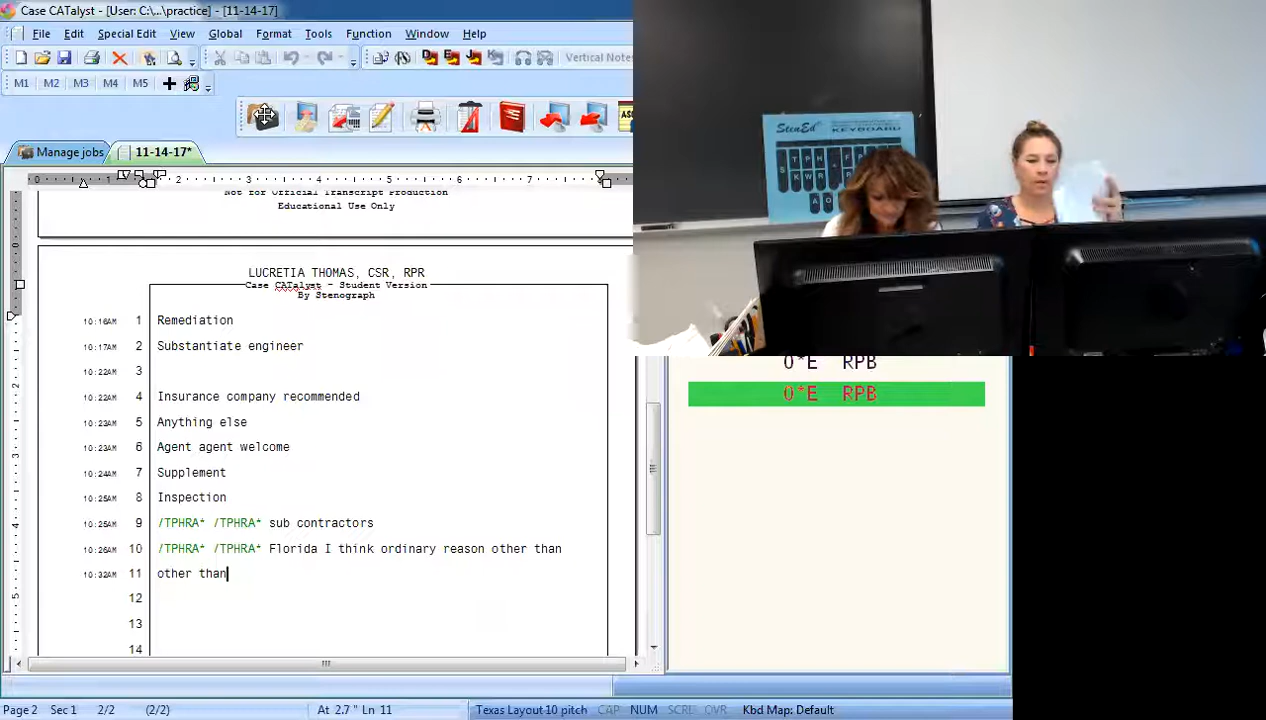 Case CATalyst - [User: C:\...\practice] - [11-14-17]
File Edit Special Edit View Global Format Tools Function Window Help
Vertical Notes
M1 M2 M3 M4 M5
Manage jobs 11-14-17*
Not for Official Transcript Production
Educational Use Only
LUCRETIA THOMAS, CSR, RPR
Case CATalyst - Student Version
By Stenograph
10:16AM 1 Remediation
10:17AM 2 Substantiate engineer
10:22AM 3
10:22AM 4 Insurance company recommended
10:23AM 5 Anything else
10:23AM 6 Agent agent welcome
10:24AM 7 Supplement
10:25AM 8 Inspection
10:25AM 9 /TPHRA* /TPHRA* sub contractors
10:26AM 10 /TPHRA* /TPHRA* Florida I think ordinary reason other than
10:32AM 11 other than
12
13
14
O*E RPB
O*E RPB
StenEd
KEYBOARD
Page 2 Sec 1 2/2 (2/2) At 2.7" Ln 11 Texas Layout 10 pitch CAP NUM SCRL OVR Kbd Map: Default